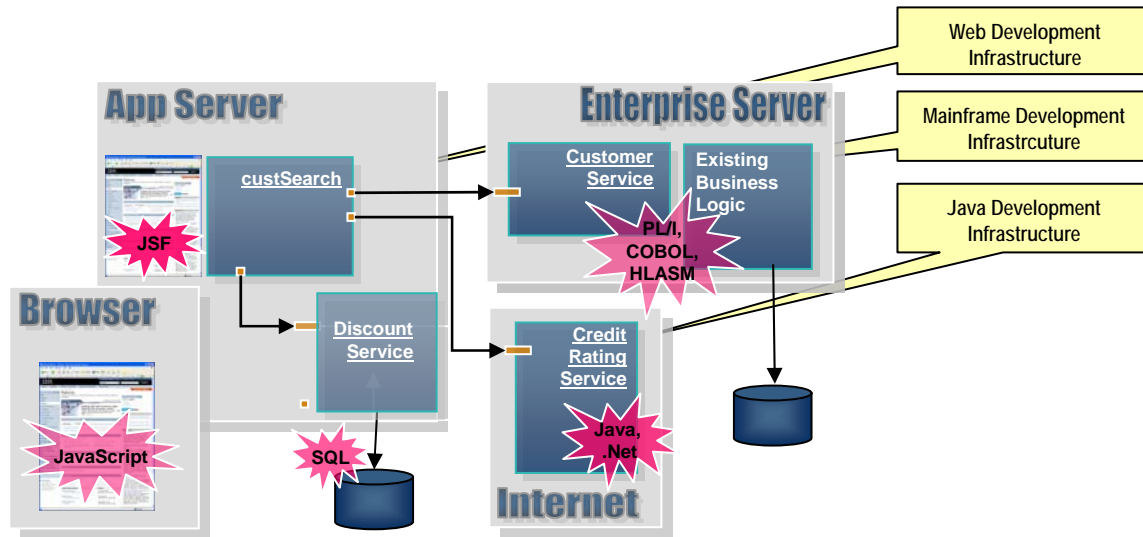 Web Development
Infrastructure
App Server
Enterprise Server
Mainframe Development
Infrastrcuture
custSearch
Customer
Service
Existing
Business
Logic
Java Development
Infrastructure
JSF
PL/I,
COBOL,
HLASM
Browser
Discount
Service
Credit
Rating
Service
JavaScript
SQL
Java,
.Net
Internet